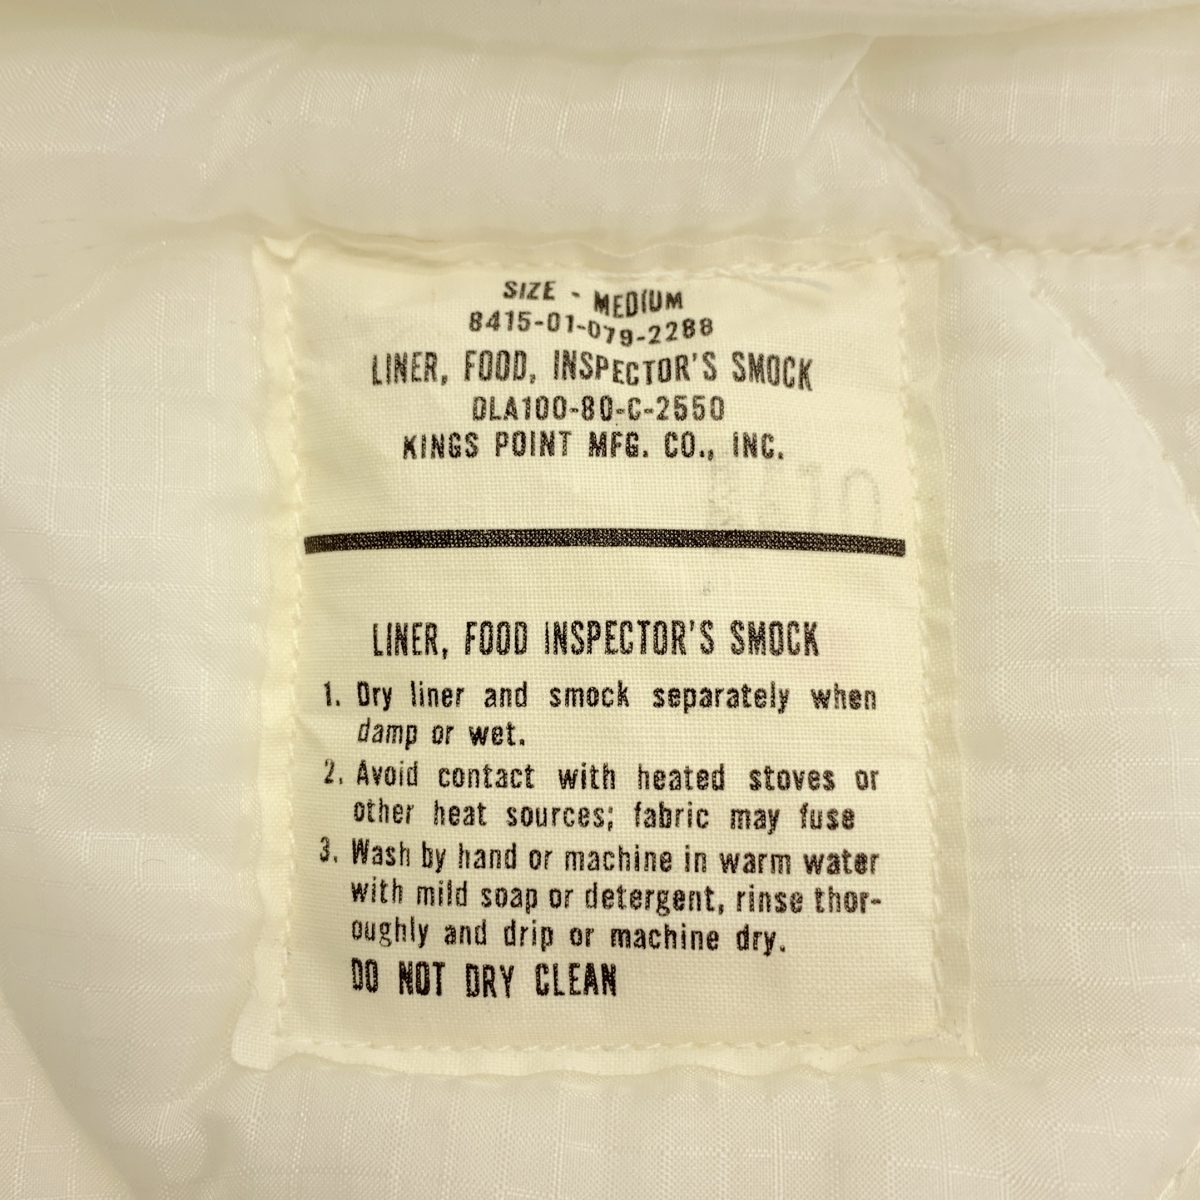 SIZE - MEDIUM
8415-01-079-2288
LINER, FOOD, INSPECTOR'S SMOCK
DLA100-80-C-2550
KINGS POINT MFG. CO., INC.
LINER, FOOD INSPECTOR'S SMOCK
1. Dry liner and smock separately when
damp or wet.
2. Avoid contact with heated stoves or
other heat sources; fabric may fuse
3. Wash by hand or machine in warm water
with mild soap or detergent, rinse thor-
oughly and drip or machine dry.
DO NOT DRY CLEAN